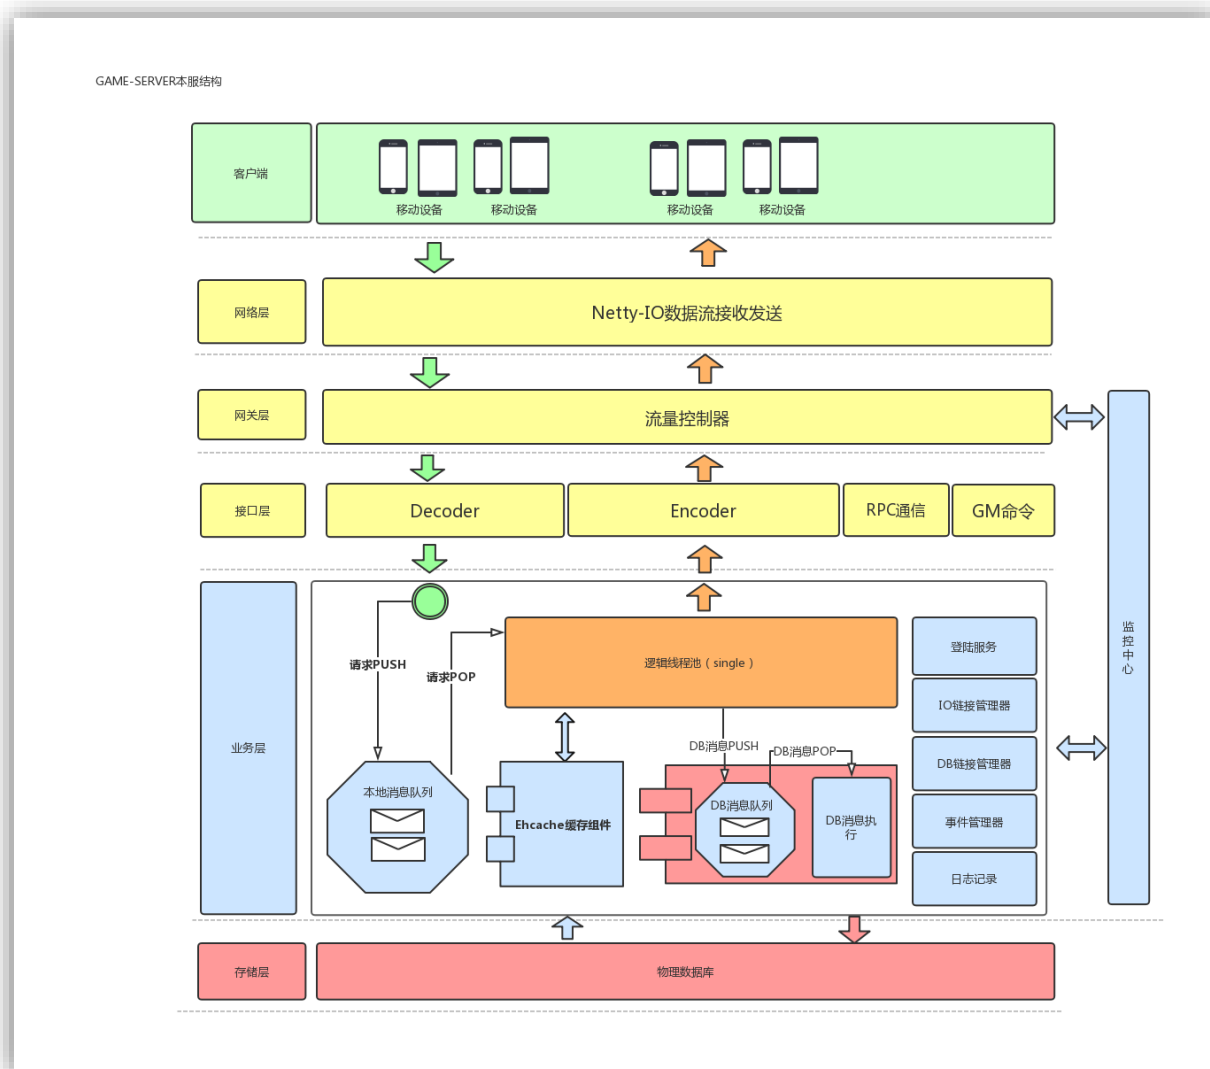 GAME-SERVER本服结构
客户端
移动设备
移动设备
移动设备
移动设备
网络层
Netty-IO数据流接收发送
网关层
流量控制器
接口层
Decoder
Encoder
RPC通信
GM命令
监控中心
业务层
请求PUSH
请求POP
逻辑线程池（single）
登陆服务
IO链接管理器
DB消息PUSH
DB消息POP
DB链接管理器
本地消息队列
Ehcache缓存组件
DB消息队列
DB消息执
行
事件管理器
日志记录
存储层
物理数据库